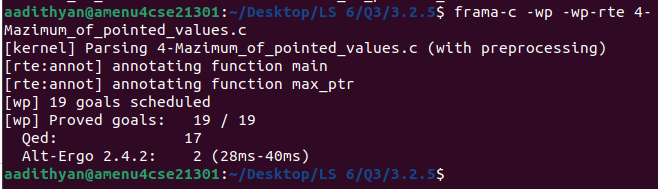 aadithyan@amenu4cse21301:~/Desktop/LS 6/Q3/3.2.5$ frama-c -wp -wp-rte 4-
Mazimum_of_pointed_values.c
[kernel] Parsing 4-Mazimum_of_pointed_values.c (with preprocessing)
[rte:annot] annotating function main
[rte:annot] annotating function max_ptr
[wp] 19 goals scheduled
[wp] Proved goals:   19 / 19
  Qed:              17
  Alt-Ergo 2.4.2:    2 (28ms-40ms)
aadithyan@amenu4cse21301:~/Desktop/LS 6/Q3/3.2.5$